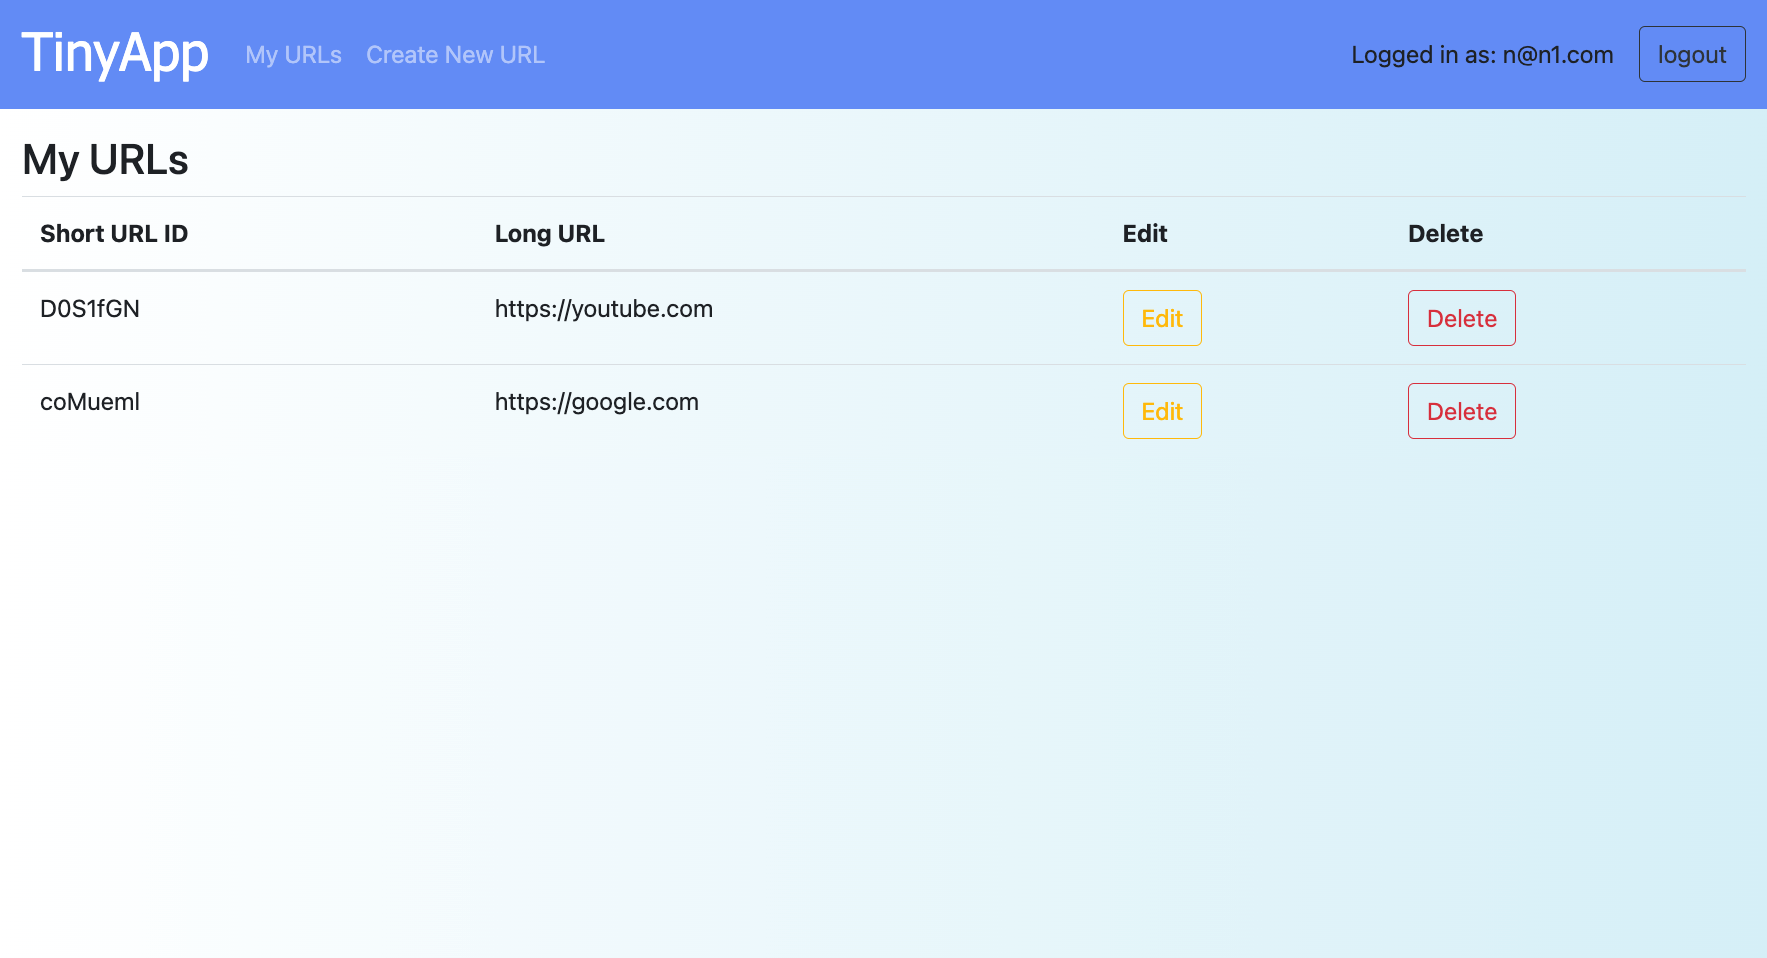 TinyApp My URLs Create New URL Logged in as: n@n1.com logout
My URLs
Short URL ID Long URL Edit Delete
D0S1fGN https://youtube.com Edit Delete
coMueml https://google.com Edit Delete